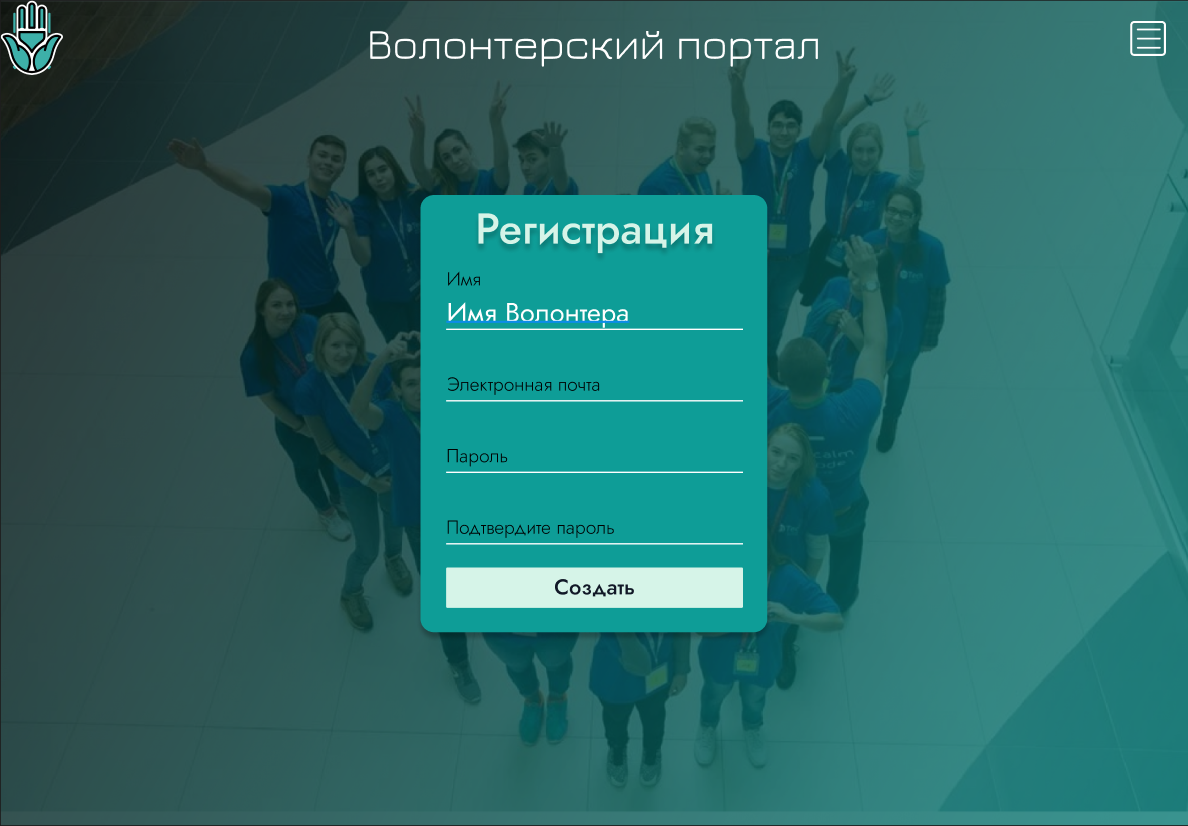 Волонтерский портал
Регистрация
Имя
Имя Волонтера
Электронная почта
Пароль
Подтвердите пароль
Создать